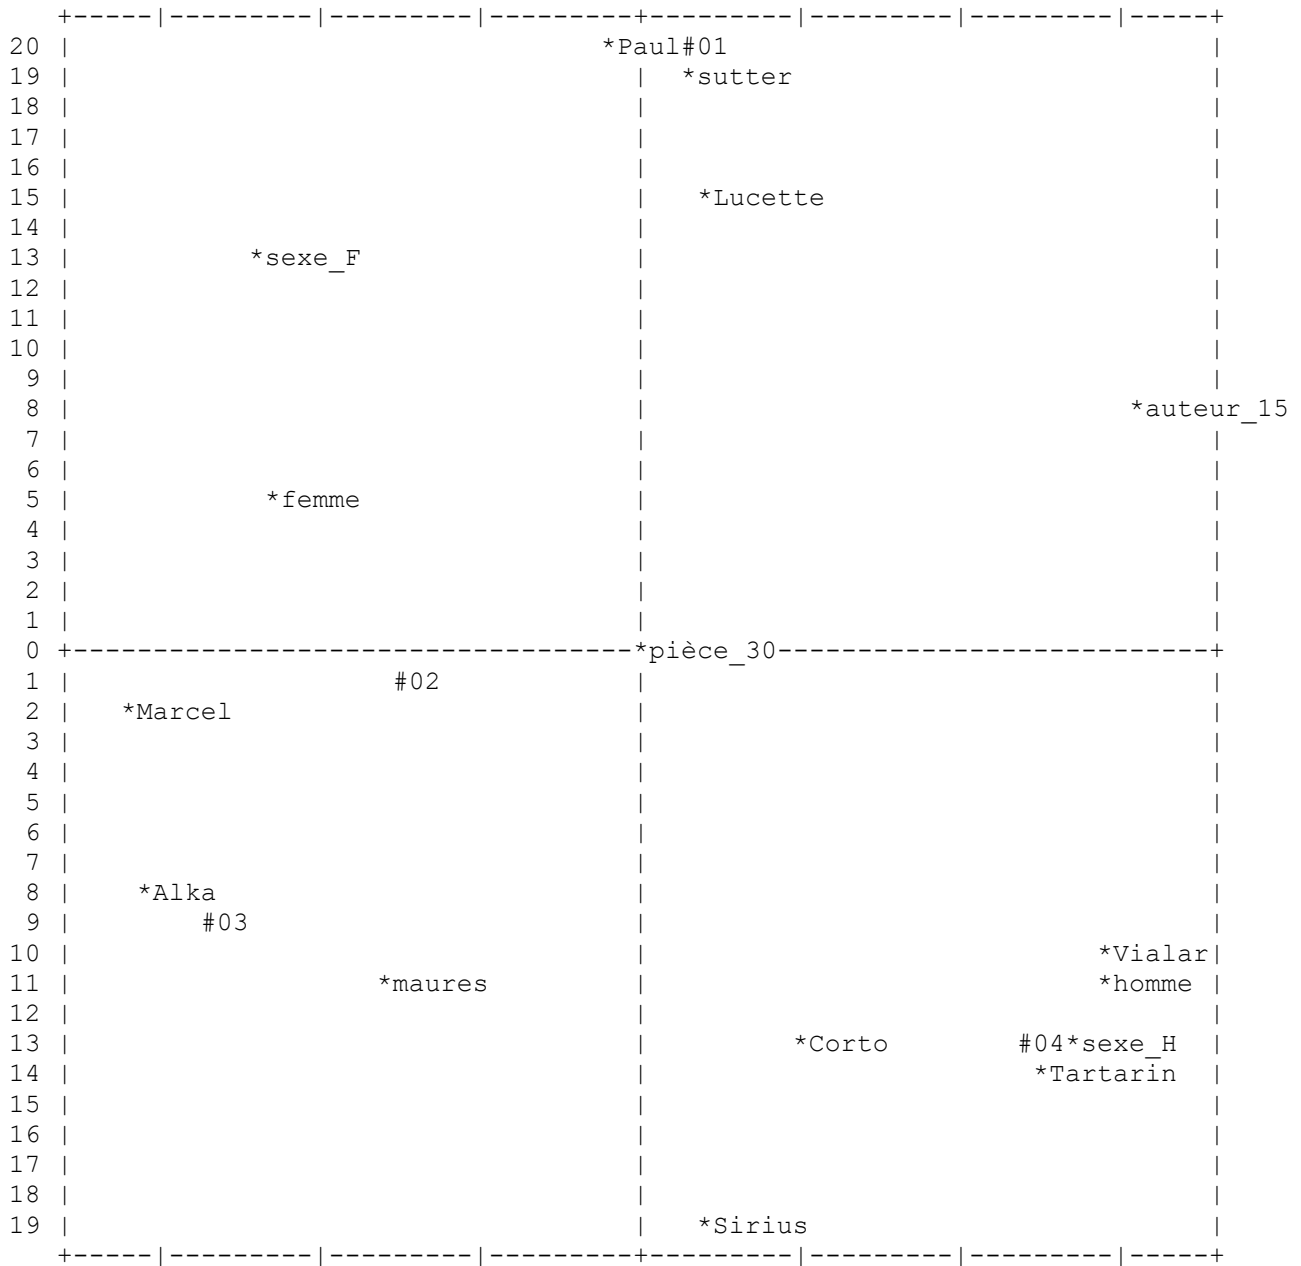 +-----|---------|---------|---------+---------|---------|---------|-----+
20 | *Paul#01 |
19 | | *sutter |
18 | | |
17 | | |
16 | | |
15 | | *Lucette |
14 | | |
13 | *sexe_F | |
12 | | |
11 | | |
10 | | |
9 | | |
8 | | *auteur_15
7 | | |
6 | | |
5 | *femme | |
4 | | |
3 | | |
2 | | |
1 | | |
0 +-----------------------------------*pièce_30---------------------------+
1 | #02 | |
2 | *Marcel | |
3 | | |
4 | | |
5 | | |
6 | | |
7 | | |
8 | *Alka | |
9 | #03 | |
10 | | *Vialar|
11 | *maures | *homme |
12 | | |
13 | | *Corto #04*sexe_H |
14 | | *Tartarin |
15 | | |
16 | | |
17 | | |
18 | | |
19 | | *Sirius |
+-----|---------|---------|---------+---------|---------|---------|-----+